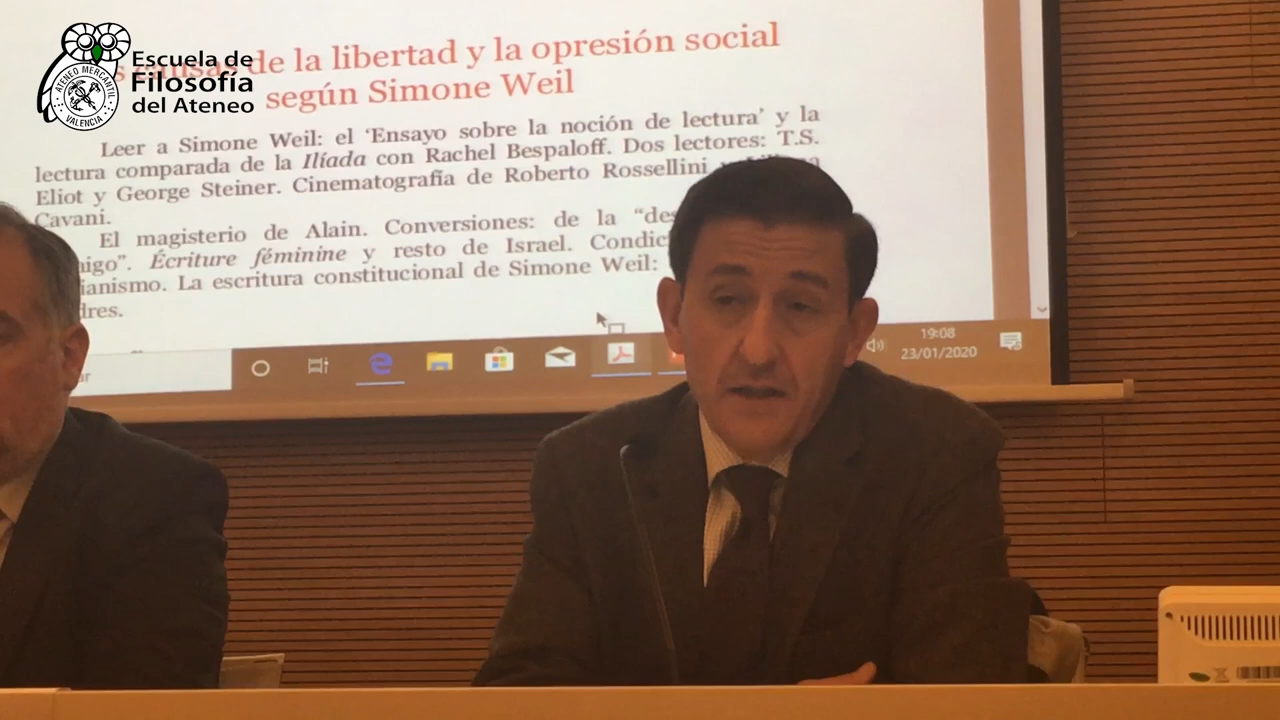 Escuela de
Filosofía
del Ateneo
ATENEO MERCANTIL
VALENCIA
causas de la libertad y la opresión social
según Simone Weil
Leer a Simone Weil: el ‘Ensayo sobre la noción de lectura’ y la
lectura comparada de la Ilíada con Rachel Bespaloff. Dos lectores: T.S.
Eliot y George Steiner. Cinematografía de Roberto Rossellini y
Cavani.
El magisterio de Alain. Conversiones: de la “des
igo”. Écriture féminine y resto de Israel. Condic
ianismo. La escritura constitucional de Simone Weil:
dres.
19:08
23/01/2020